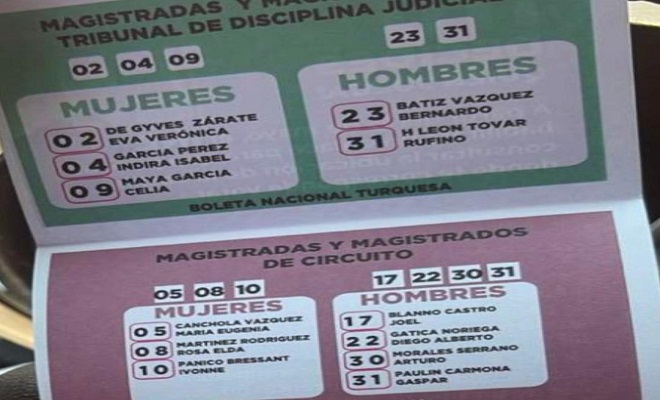 MAGISTRADAS Y
TRIBUNAL DE DISCIPLINA JUDICIAL
02 04 09
23 31
MUJERES
02 DE GYVES ZÁRATE
EVA VERÓNICA
04 GARCIA PEREZ
INDIRA ISABEL
09 MAYA GARCIA
CELIA
HOMBRES
23 BATIZ VAZQUEZ
BERNARDO
31 H LEON TOVAR
RUFINO
BOLETA NACIONAL TURQUESA
MAGISTRADAS Y MAGISTRADOS
DE CIRCUITO
05 08 10
MUJERES
05 CANCHOLA VAZQUEZ
MARIA EUGENIA
08 MARTINEZ RODRIGUEZ
ROSA ELDA
10 PANICO BRESSANT
IVONNE
17 22 30 31
HOMBRES
17 BLANNO CASTRO
JOEL
22 GATICA NORIEGA
DIEGO ALBERTO
30 MORALES SERRANO
ARTURO
31 PAULIN CARMONA
GASPAR